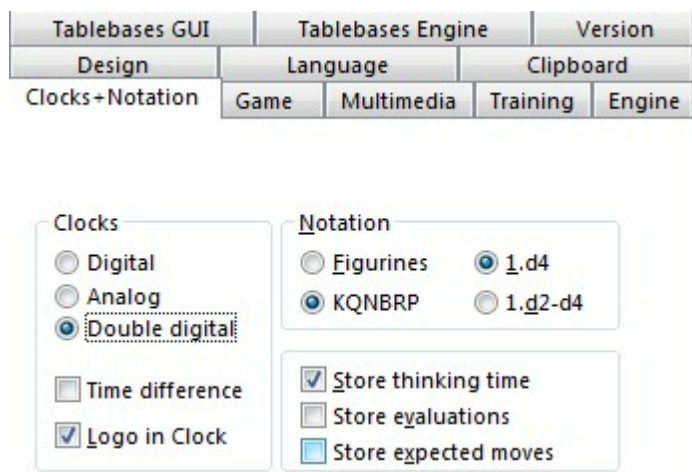 Tablebases GUI Tablebases Engine Version
Design Language Clipboard
Clocks+Notation Game Multimedia Training Engine
Clocks
Digital
Analog
Double digital
Time difference
Logo in Clock
Notation
Figurines 1.d4
KQNBRP 1.d2-d4
Store thinking time
Store evaluations
Store expected moves